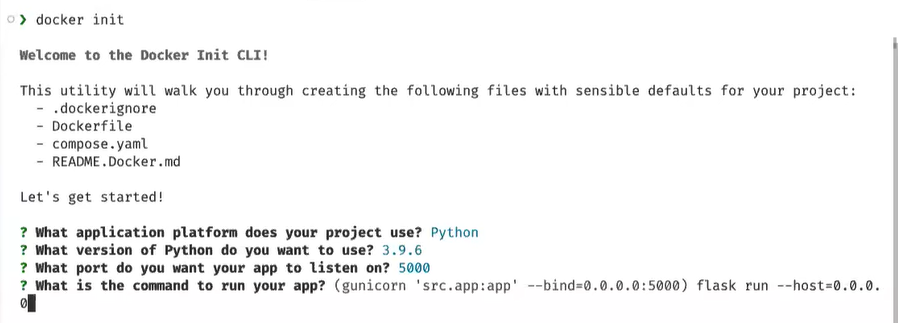 ❯ docker init
Welcome to the Docker Init CLI!
This utility will walk you through creating the following files with sensible defaults for your project:
- .dockerignore
- Dockerfile
- compose.yaml
- README.Docker.md
Let's get started!
? What application platform does your project use? Python
? What version of Python do you want to use? 3.9.6
? What port do you want your app to listen on? 5000
? What is the command to run your app? (gunicorn 'src.app:app' --bind=0.0.0.0:5000) flask run --host=0.0.0.
0